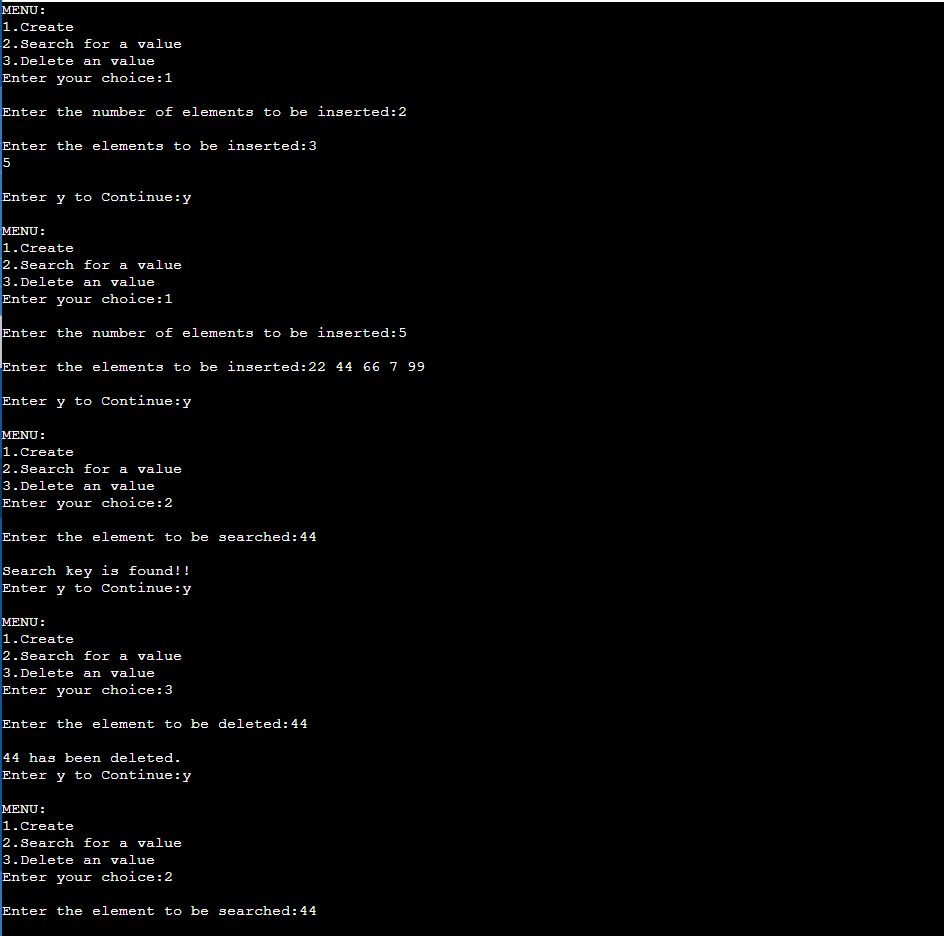 MENU:
1.Create
2.Search for a value
3.Delete an value
Enter your choice:1
Enter the number of elements to be inserted:2
Enter the elements to be inserted:3
5
Enter y to Continue:y
MENU:
1.Create
2.Search for a value
3.Delete an value
Enter your choice:1
Enter the number of elements to be inserted:5
Enter the elements to be inserted:22 44 66 7 99
Enter y to Continue:y
MENU:
1.Create
2.Search for a value
3.Delete an value
Enter your choice:2
Enter the element to be searched:44
Search key is found!!
Enter y to Continue:y
MENU:
1.Create
2.Search for a value
3.Delete an value
Enter your choice:3
Enter the element to be deleted:44
44 has been deleted.
Enter y to Continue:y
MENU:
1.Create
2.Search for a value
3.Delete an value
Enter your choice:2
Enter the element to be searched:44